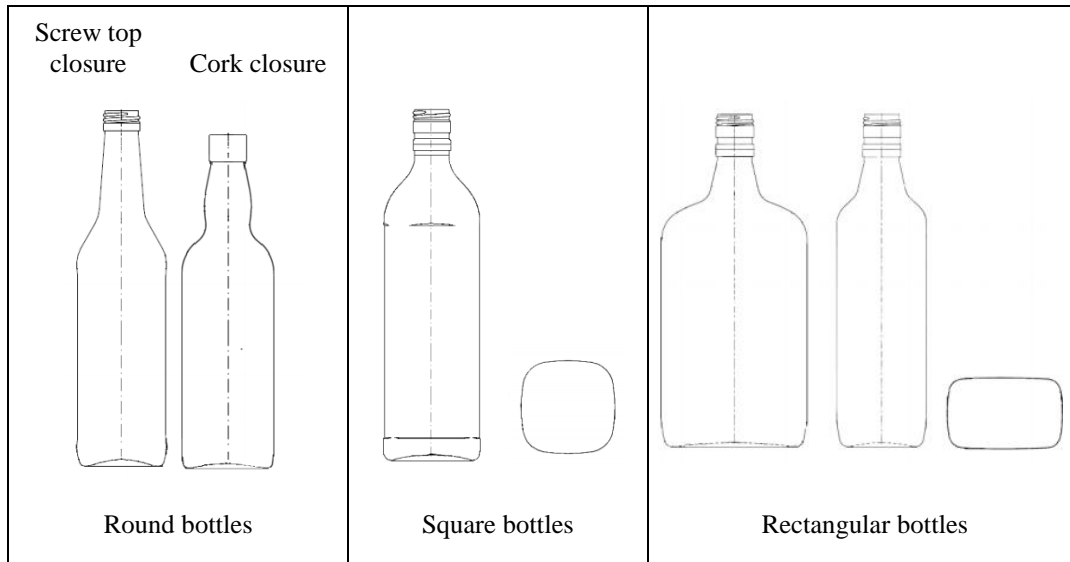 Screw top
closure
Cork closure
Round bottles
Square bottles
Rectangular bottles